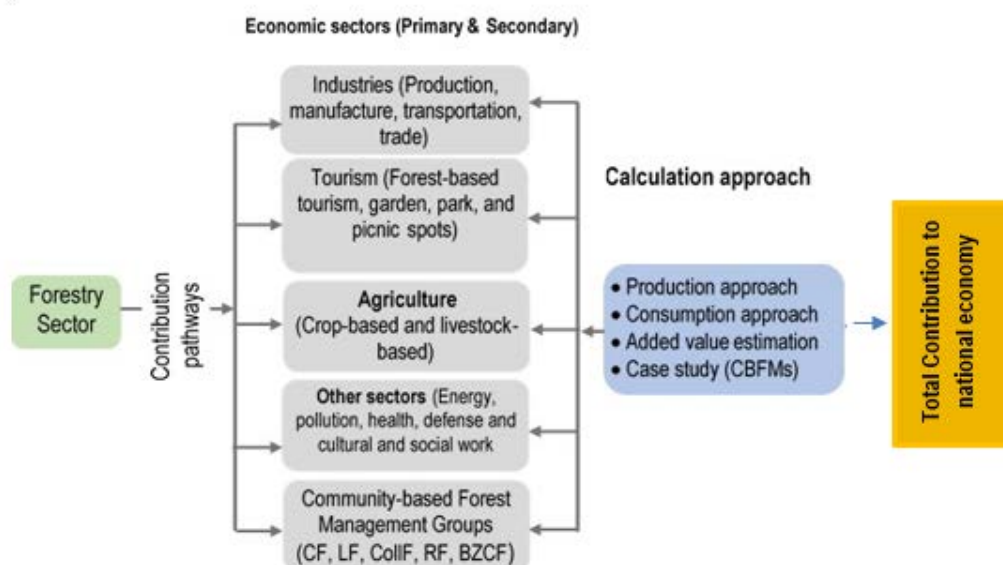 Economic sectors (Primary & Secondary)
Forestry
Sector
Contribution
pathways
Industries (Production,
manufacture, transportation,
trade)
Tourism (Forest-based
tourism, garden, park, and
picnic spots)
Agriculture
(Crop-based and livestock-
based)
Other sectors (Energy,
pollution, health, defense and
cultural and social work
Community-based Forest
Management Groups
(CF, LF, CollF, RF, BZCF)
Calculation approach
● Production approach
● Consumption approach
● Added value estimation
● Case study (CBFMs)
Total Contribution to
national economy